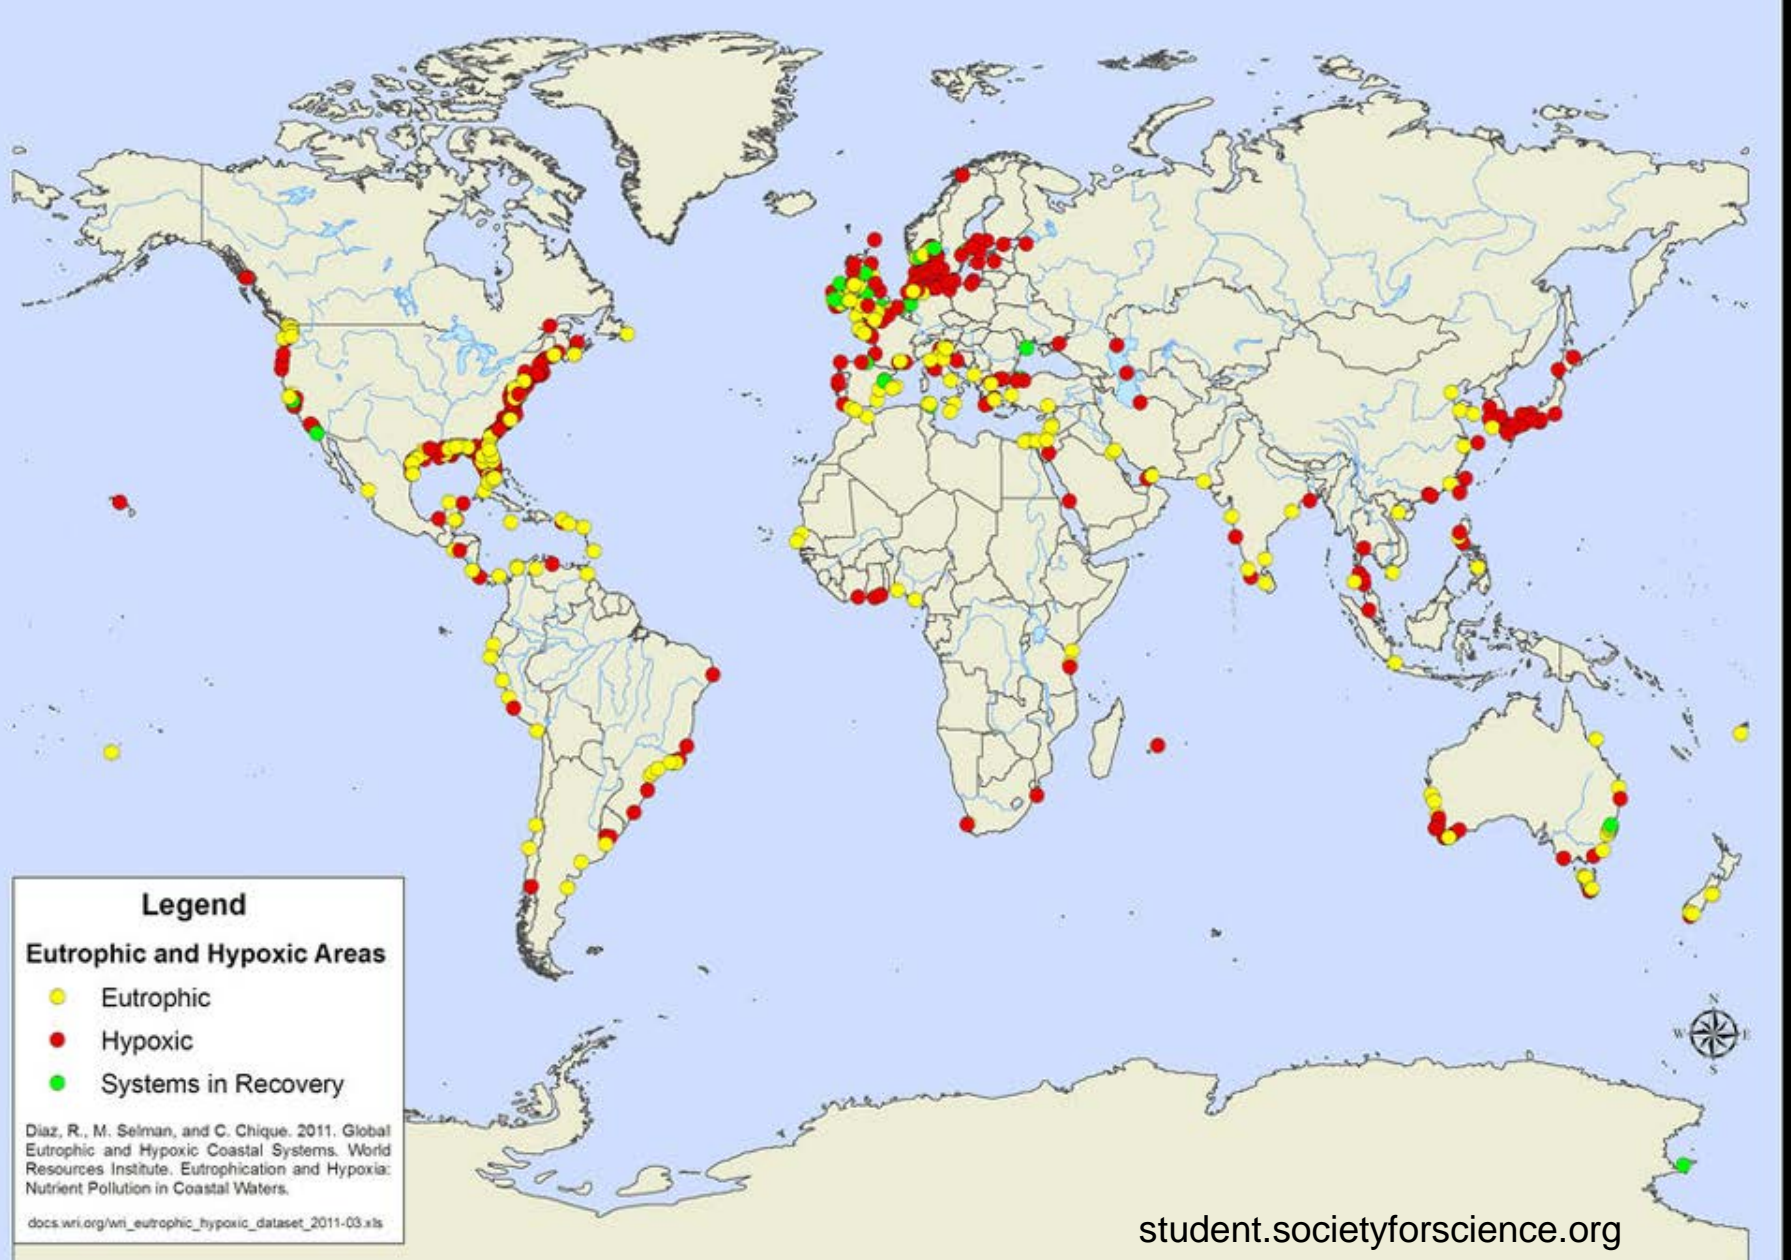 Legend
Eutrophic and Hypoxic Areas
Eutrophic
Hypoxic
Systems in Recovery
Diaz, R., M. Selman, and C. Chique. 2011. Global
Eutrophic and Hypoxic Coastal Systems. World
Resources Institute. Eutrophication and Hypoxia:
Nutrient Pollution in Coastal Waters.
docs.wri.org/wri_eutrophic_hypoxic_dataset_2011-03.xls
N
W
E
S
student.societyforscience.org